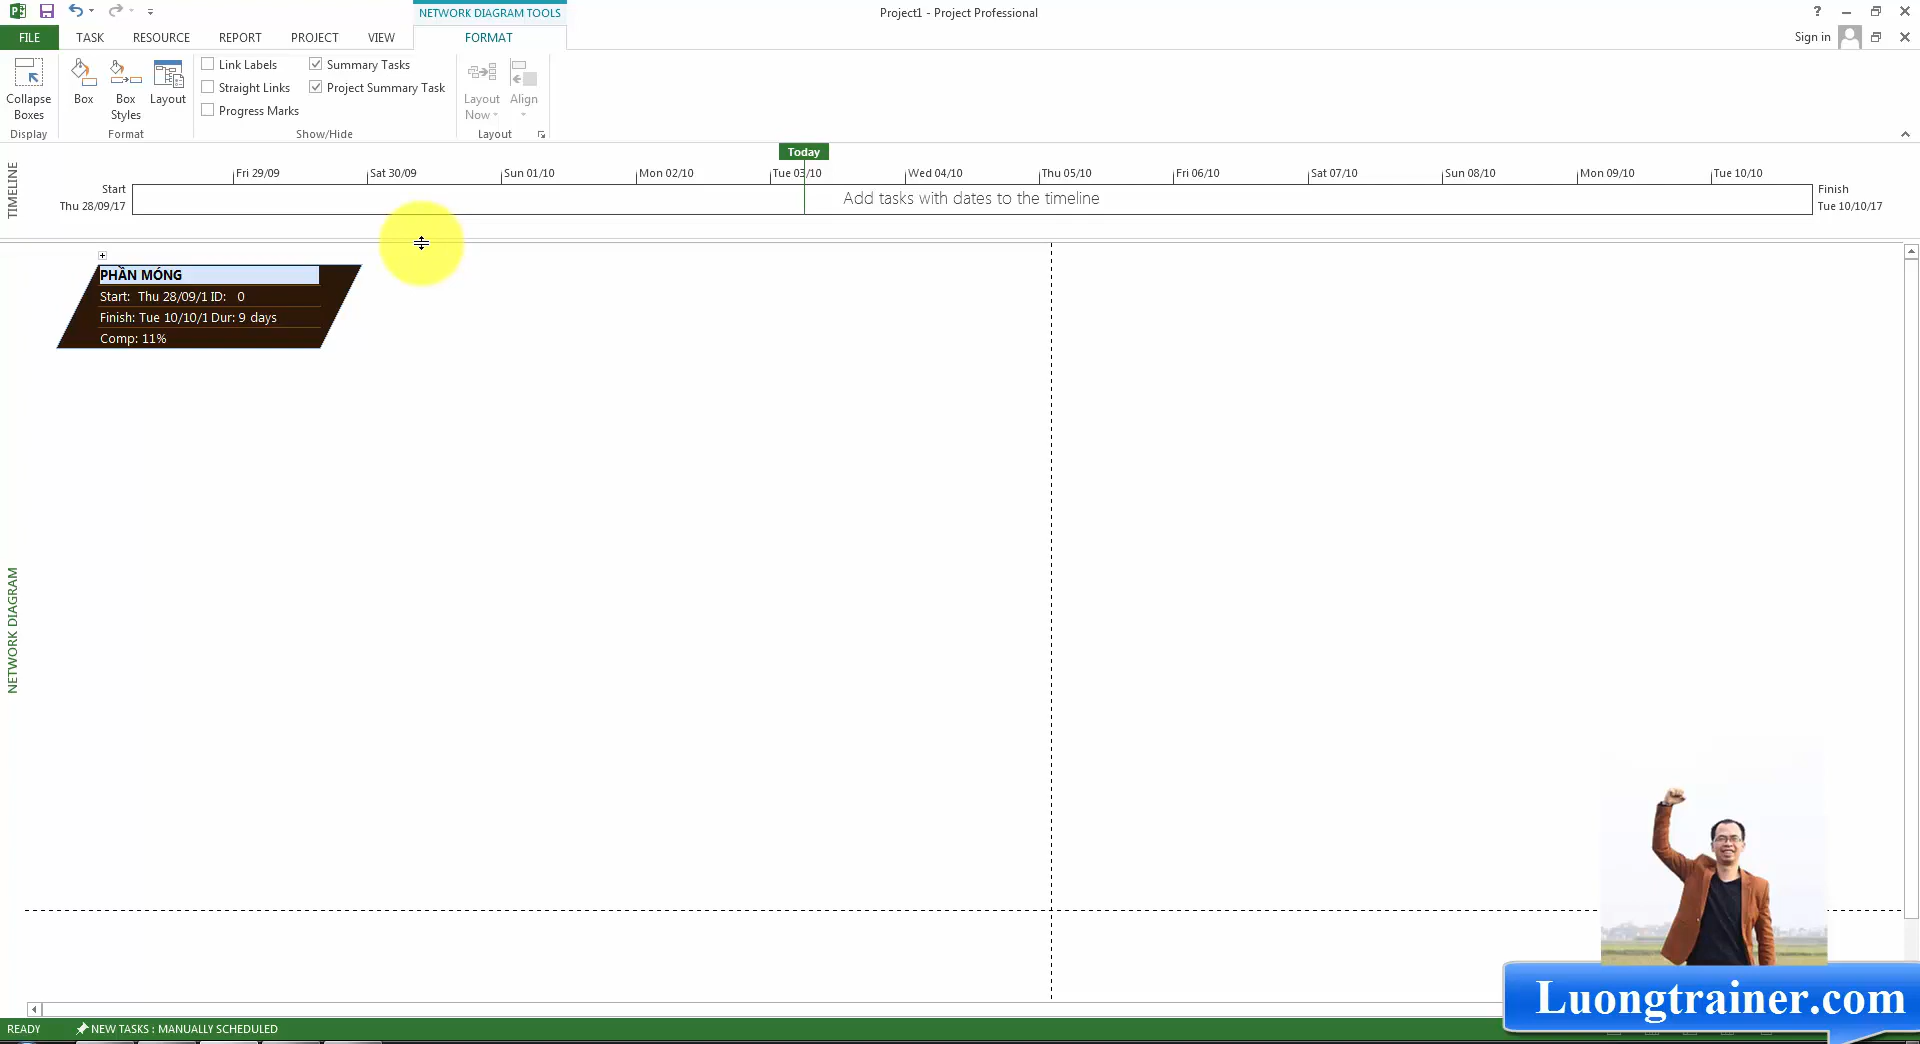 NETWORK DIAGRAM TOOLS
Project1 - Project Professional
?
FILE
TASK
RESOURCE
REPORT
PROJECT
VIEW
FORMAT
Sign in
Collapse
Boxes
Box
Box
Styles
Layout
Link Labels
Straight Links
Progress Marks
Summary Tasks
Project Summary Task
Layout
Now
Align
Display
Format
Show/Hide
Layout
TIMELINE
Today
Fri 29/09
Sat 30/09
Sun 01/10
Mon 02/10
Tue 03/10
Wed 04/10
Thu 05/10
Fri 06/10
Sat 07/10
Sun 08/10
Mon 09/10
Tue 10/10
Start
Thu 28/09/17
Add tasks with dates to the timeline
Finish
Tue 10/10/17
PHẦN MÓNG
Start: Thu 28/09/1 ID: 0
Finish: Tue 10/10/1 Dur: 9 days
Comp: 11%
NETWORK DIAGRAM
Luongtrainer.com
READY
NEW TASKS : MANUALLY SCHEDULED